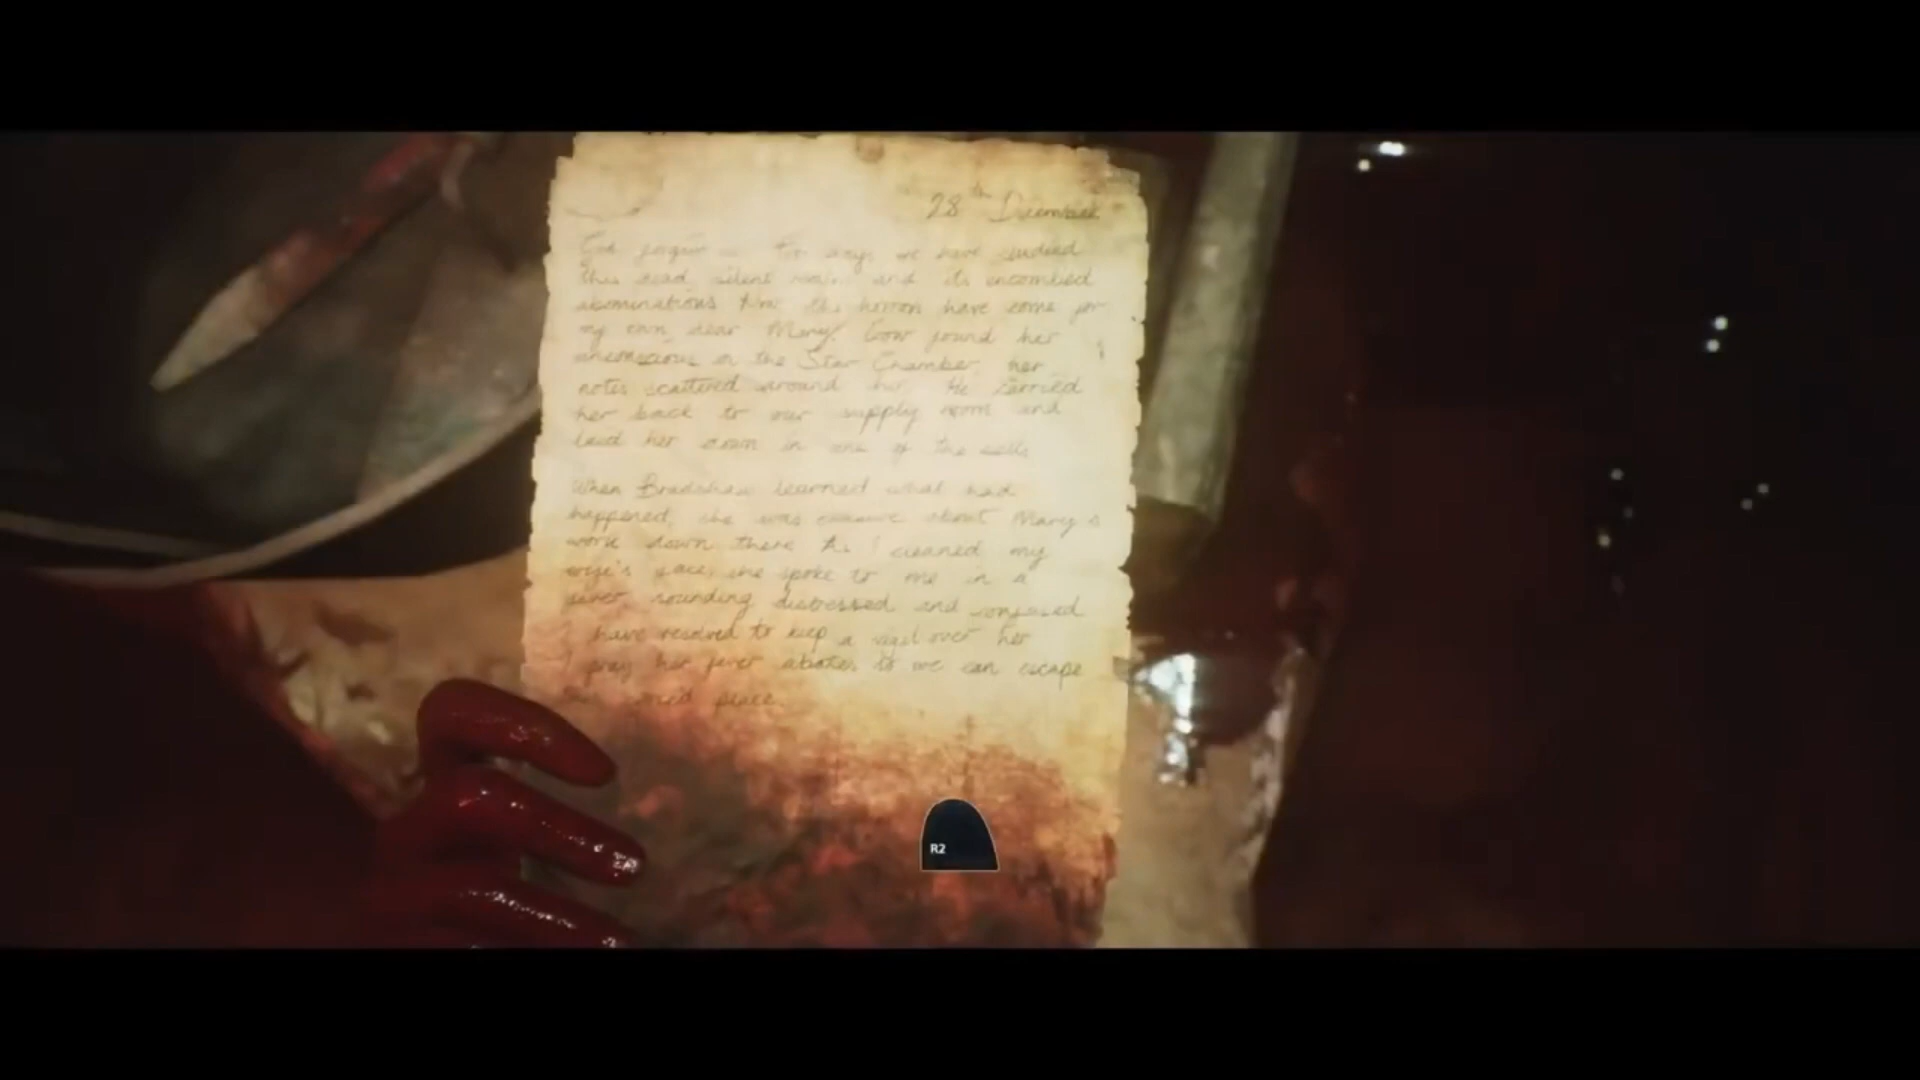 28th December
God forgive For days we have studied
this dead silent and its entombed
abominations Now the horrors have come for
my own dear Mary. Gow found her
unconscious in the Star Chamber, her
notes scattered around her. He carried
her back to our supply room and
laid her down in one of the cells
When Bradshaw learned what had
happened, she was evasive about Mary's
work down there As I cleaned my
wife's face, she spoke to me in a
fever sounding distressed and confused
I have resolved to keep a vigil over her
I pray her fever abates so we can escape
place
R2